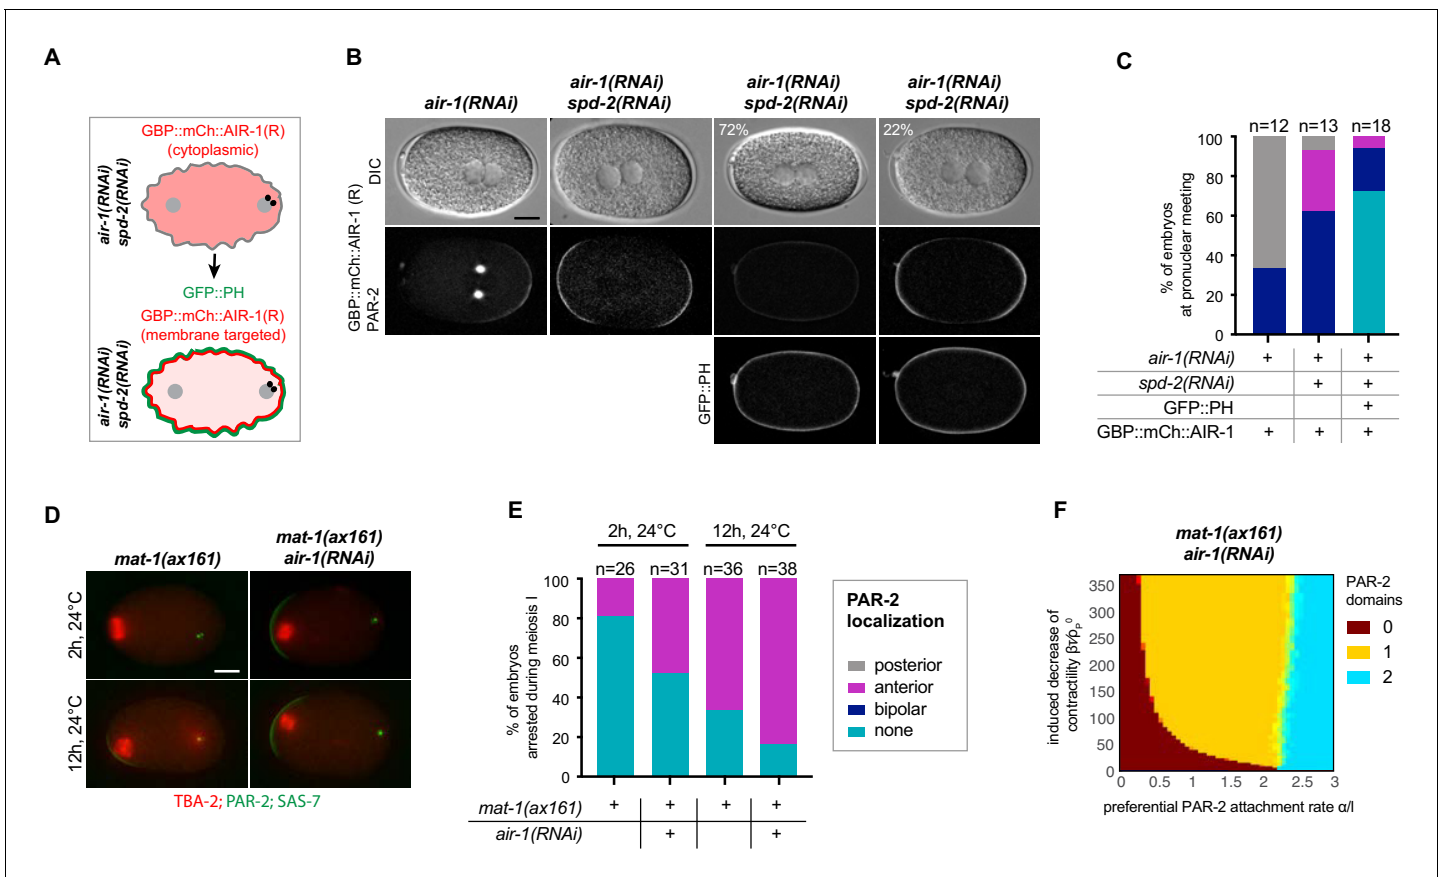 A
GBP::mCh::AIR-1(R)
(cytoplasmic)
air-1(RNAi)
spd-2(RNAi)
GFP::PH
GBP::mCh::AIR-1(R)
(membrane targeted)
air-1(RNAi)
spd-2(RNAi)
B
air-1(RNAi)
air-1(RNAi)
spd-2(RNAi)
air-1(RNAi)
spd-2(RNAi)
air-1(RNAi)
spd-2(RNAi)
72%
22%
DIC
GBP::mCh::AIR-1 (R)
PAR-2
GFP::PH
C
n=12 n=13 n=18
% of embryos
at pronuclear meeting
100
80
60
40
20
0
air-1(RNAi) + + +
spd-2(RNAi) + +
GFP::PH +
GBP::mCh::AIR-1 + + +
D
mat-1(ax161)
mat-1(ax161)
air-1(RNAi)
2h, 24°C
12h, 24°C
TBA-2; PAR-2; SAS-7
E
2h, 24°C 12h, 24°C
n=26 n=31 n=36 n=38
% of embryos
arrested during meiosis I
100
80
60
40
20
0
mat-1(ax161) + + + +
air-1(RNAi) + +
PAR-2
localization
posterior
anterior
bipolar
none
F
mat-1(ax161)
air-1(RNAi)
induced decrease of
contractility βν/ρ̂P0
350
300
250
200
150
100
50
0
0 0.5 1 1.5 2 2.5 3
preferential PAR-2 attachment rate α/l
PAR-2
domains
0
1
2